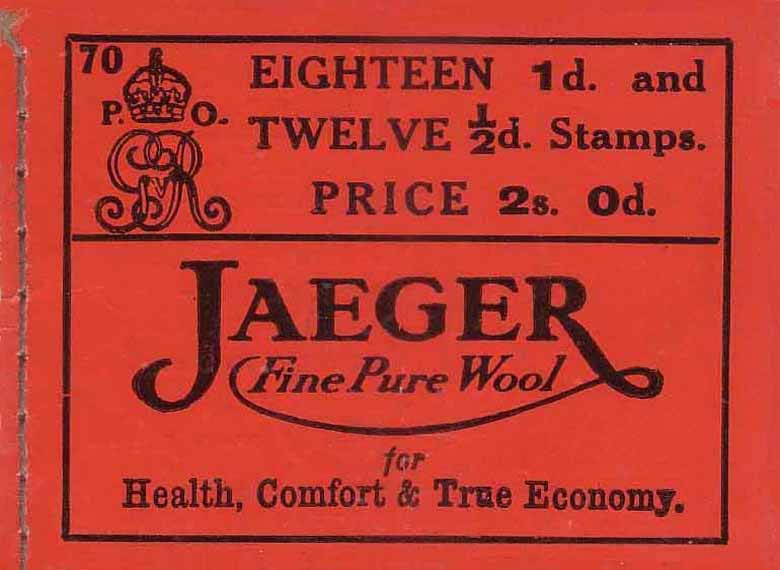 70
P. O.
GR
EIGHTEEN 1d. and
TWELVE ½d. Stamps.
PRICE 2s. 0d.
JAEGER
Fine Pure Wool
for
Health, Comfort & True Economy.